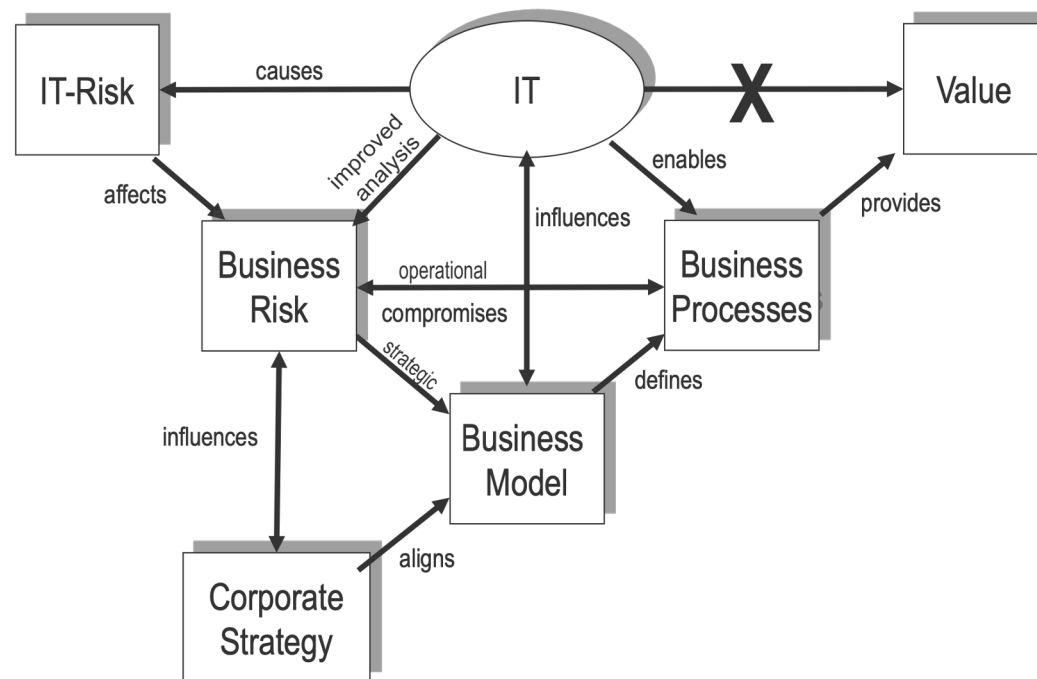 IT-Risk
causes
IT
X
Value
improved
analysis
enables
affects
influences
provides
Business
Risk
operational
compromises
Business
Processes
strategic
defines
influences
Business
Model
aligns
Corporate
Strategy